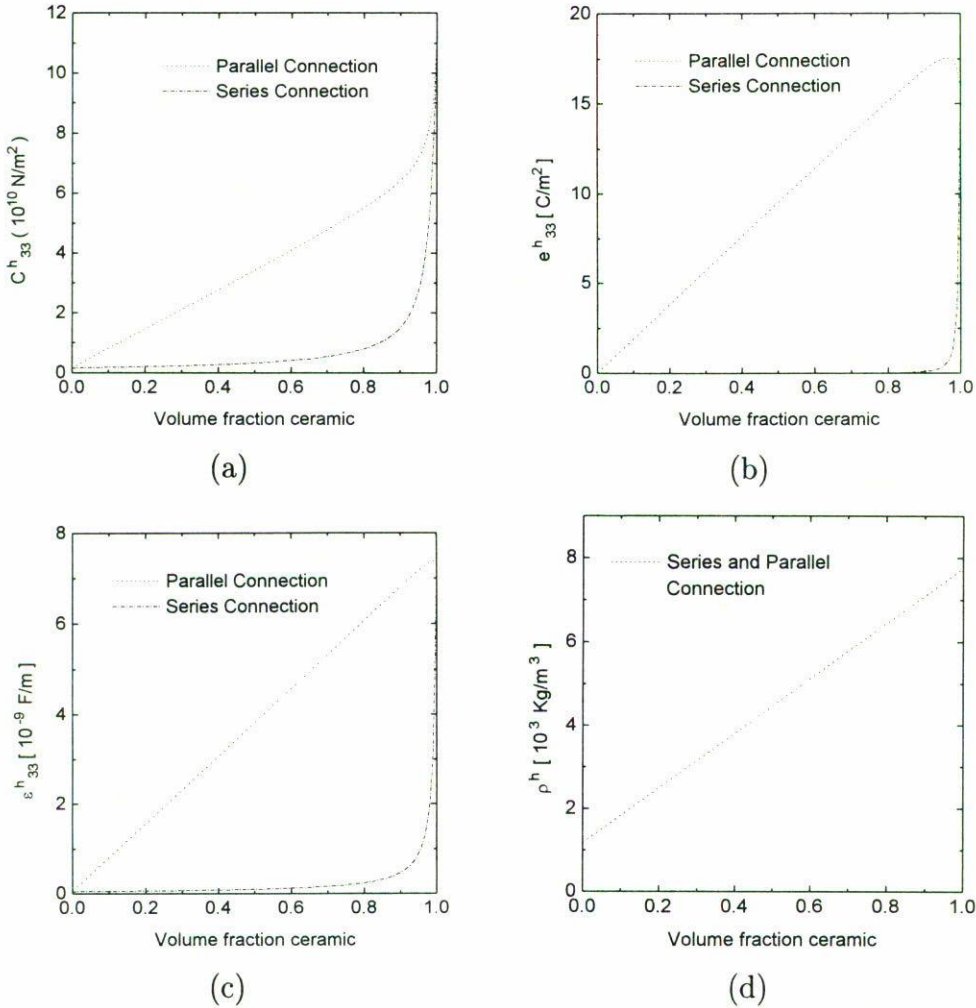 12
10
8
6
4
2
0
0.0 0.2 0.4 0.6 0.8 1.0
Parallel Connection
Series Connection
C^h_33 ( 10^10 N/m^2)
Volume fraction ceramic
(a)
20
15
10
5
0
0.0 0.2 0.4 0.6 0.8 1.0
Parallel Connection
Series Connection
e^h_33 [ C/m^2]
Volume fraction ceramic
(b)
8
6
4
2
0
0.0 0.2 0.4 0.6 0.8 1.0
Parallel Connection
Series Connection
ε^h_33 [ 10^-9 F/m]
Volume fraction ceramic
(c)
8
6
4
2
0
0.0 0.2 0.4 0.6 0.8 1.0
Series and Parallel
Connection
ρ^h [ 10^3 Kg/m^3]
Volume fraction ceramic
(d)